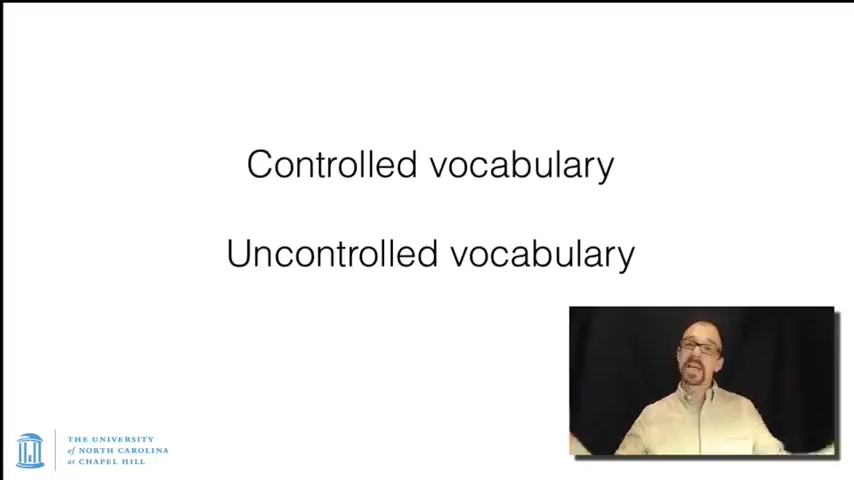 Controlled vocabulary
Uncontrolled vocabulary
THE UNIVERSITY
of NORTH CAROLINA
at CHAPEL HILL